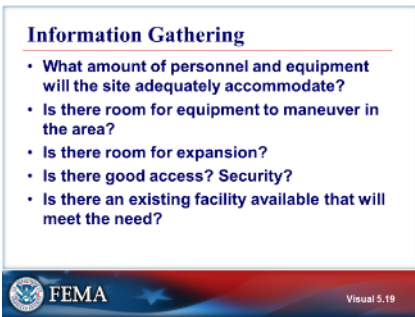 Information Gathering
• What amount of personnel and equipment
will the site adequately accommodate?
• Is there room for equipment to maneuver in
the area?
• Is there room for expansion?
• Is there good access? Security?
• Is there an existing facility available that will
meet the need?
FEMA
Visual 5.19